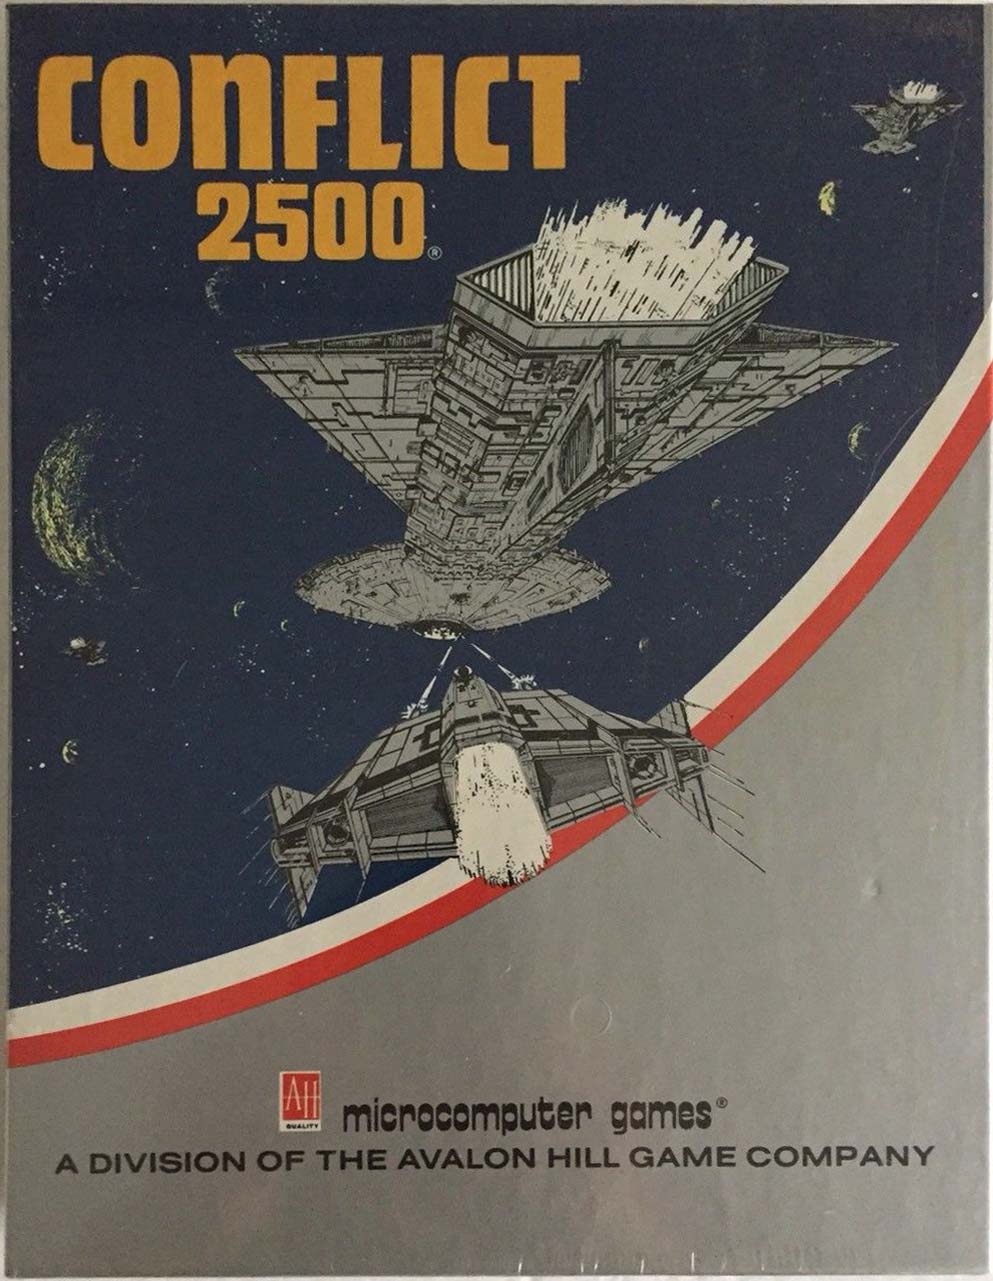 CONFLICT
2500®
AH
QUALITY
microcomputer games®
A DIVISION OF THE AVALON HILL GAME COMPANY